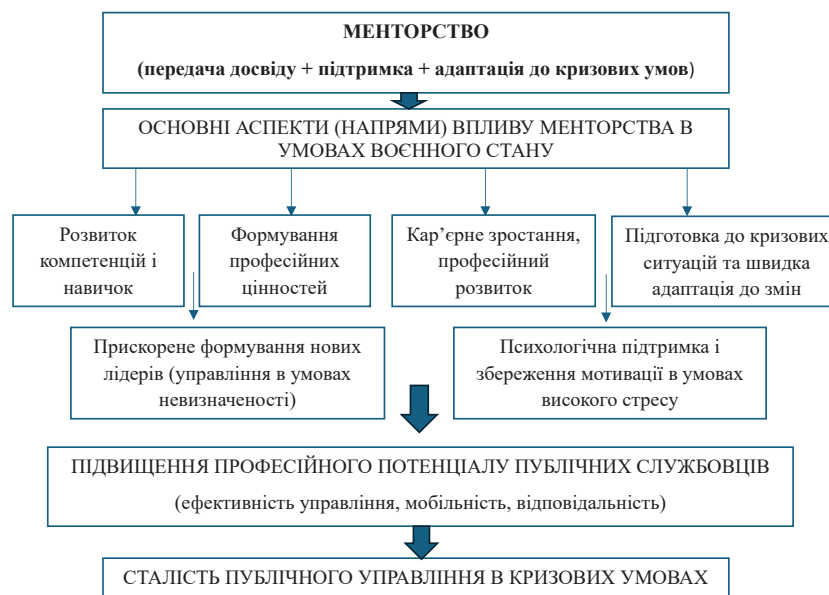 МЕНТОРСТВО
(передача досвіду + підтримка + адаптація до кризових умов)
ОСНОВНІ АСПЕКТИ (НАПРЯМИ) ВПЛИВУ МЕНТОРСТВА В
УМОВАХ ВОЄННОГО СТАНУ
Розвиток
компетенцій і
навичок
Формування
професійних
цінностей
Кар’єрне зростання,
професійний
розвиток
Підготовка до кризових
ситуацій та швидка
адаптація до змін
Прискорене формування нових
лідерів (управління в умовах
невизначеності)
Психологічна підтримка і
збереження мотивації в умовах
високого стресу
ПІДВИЩЕННЯ ПРОФЕСІЙНОГО ПОТЕНЦІАЛУ ПУБЛІЧНИХ СЛУЖБОВЦІВ
(ефективність управління, мобільність, відповідальність)
СТАЛІСТЬ ПУБЛІЧНОГО УПРАВЛІННЯ В КРИЗОВИХ УМОВАХ